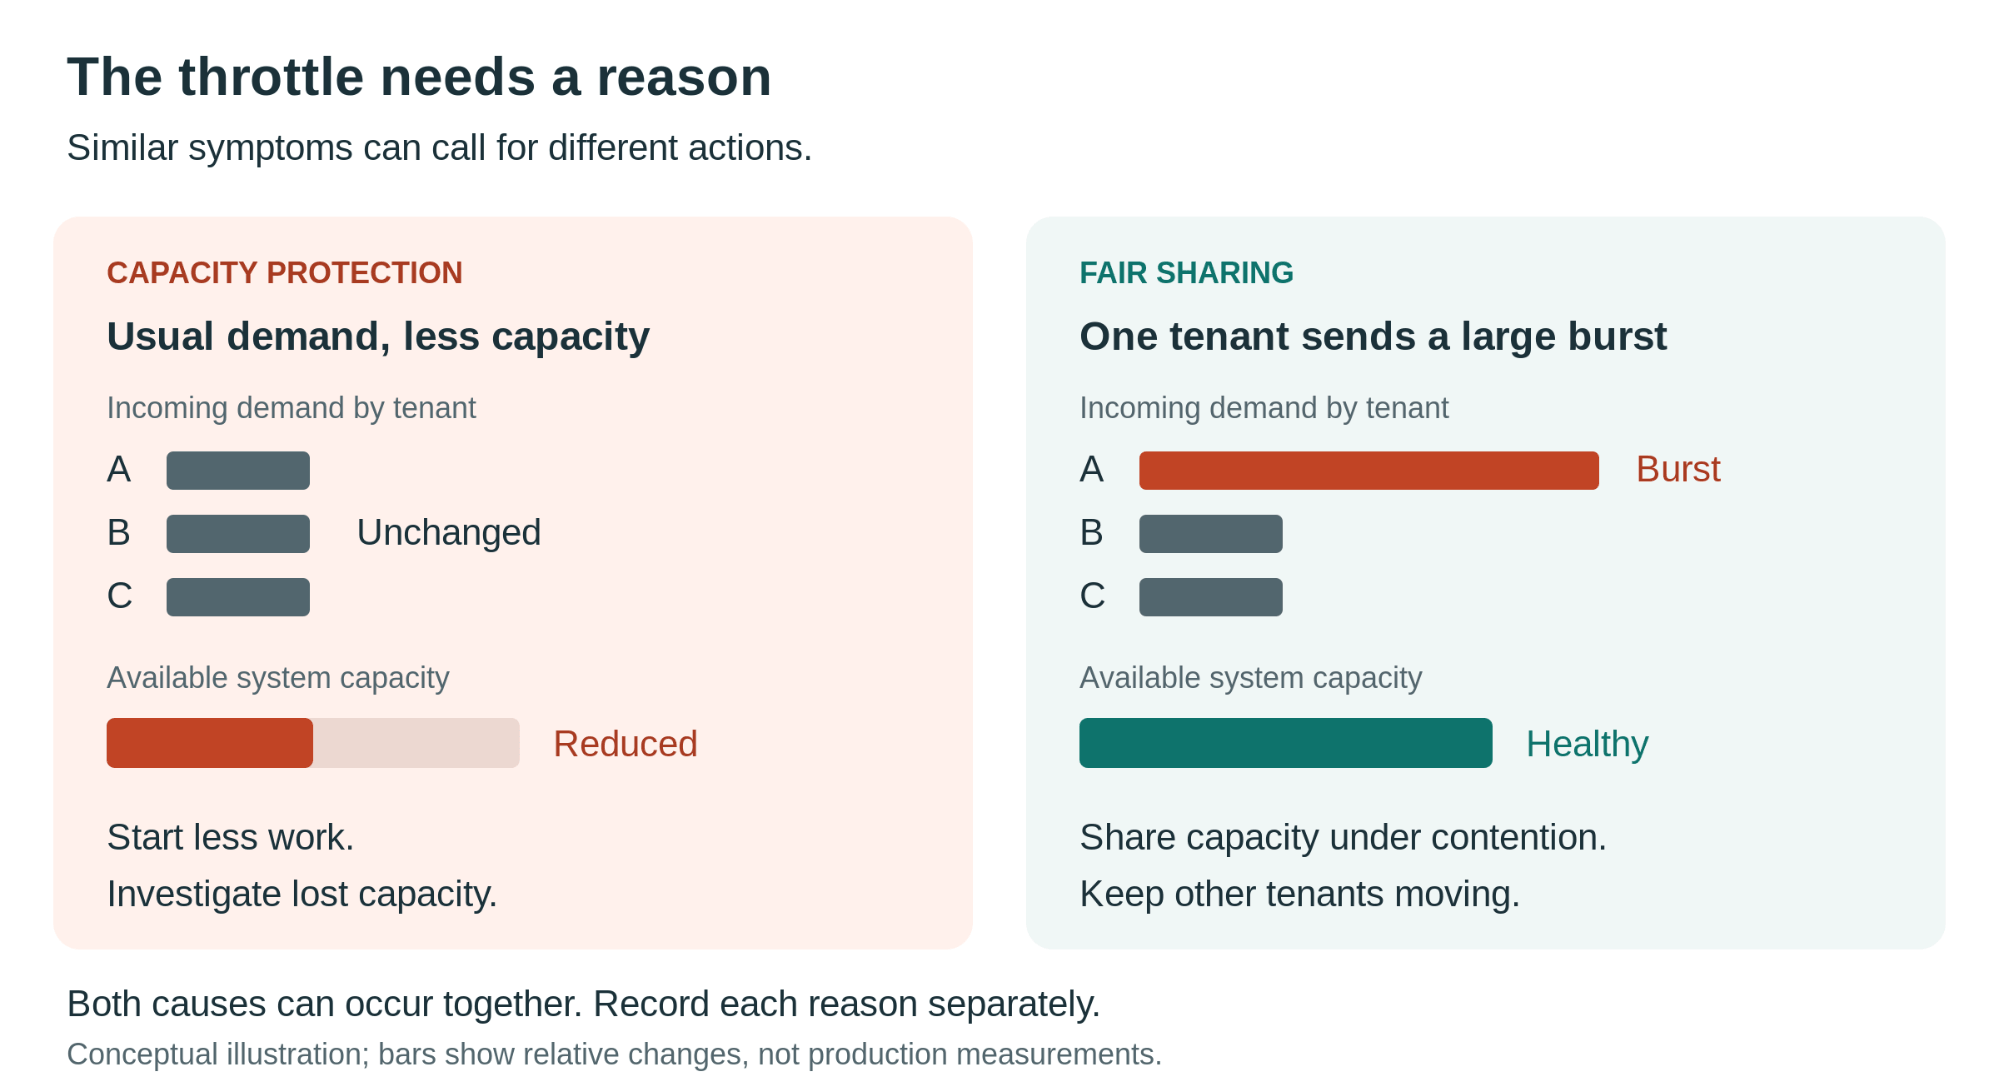 The throttle needs a reason
Similar symptoms can call for different actions.
CAPACITY PROTECTION
Usual demand, less capacity
Incoming demand by tenant
A
B Unchanged
C
Available system capacity
Reduced
Start less work.
Investigate lost capacity.
FAIR SHARING
One tenant sends a large burst
Incoming demand by tenant
A Burst
B
C
Available system capacity
Healthy
Share capacity under contention.
Keep other tenants moving.
Both causes can occur together. Record each reason separately.
Conceptual illustration; bars show relative changes, not production measurements.